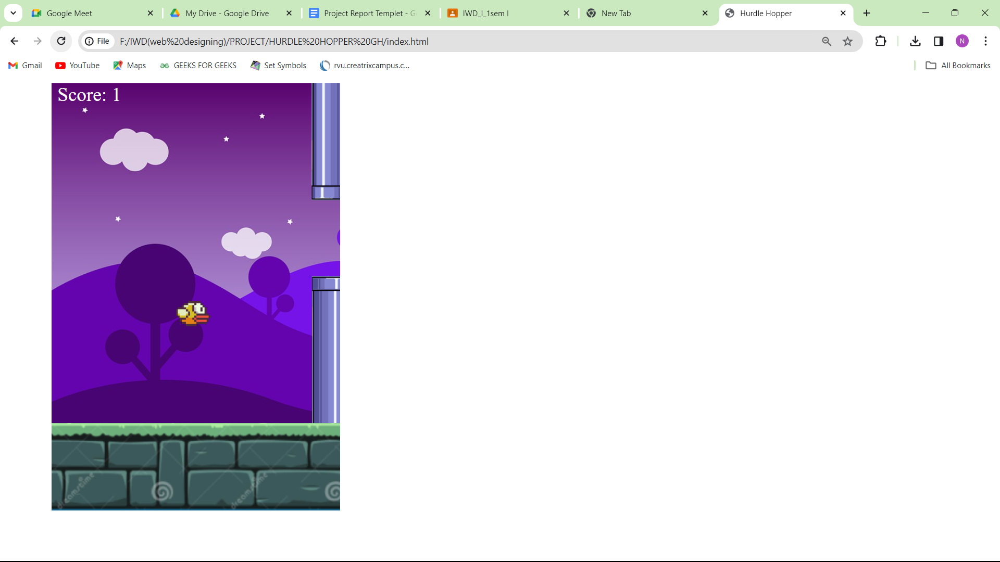 Google Meet
My Drive - Google Drive
Project Report Templet - G
IWD_I_1sem I
New Tab
Hurdle Hopper
File
F:/IWD(web%20designing)/PROJECT/HURDLE%20HOPPER%20GH/index.html
N
Gmail
YouTube
Maps
GEEKS FOR GEEKS
Set Symbols
rvu.creatrixcampus.c...
All Bookmarks
Score: 1
dreamstime
dreamstime